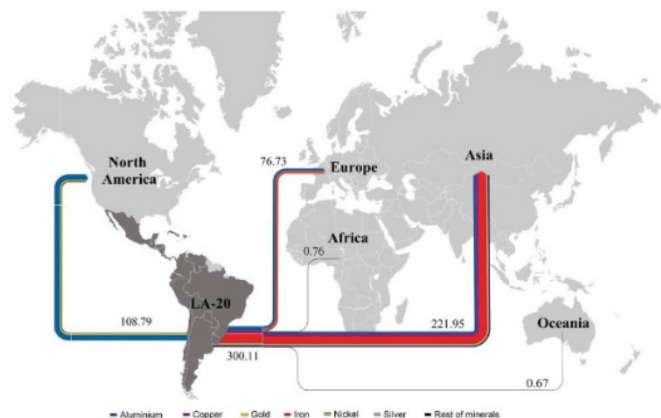 North
America
76.73
Europe
Asia
Africa
0.76
LA-20
108.79
221.95
Oceania
300.11
0.67
Aluminium Copper Gold Iron Nickel Silver Rest of minerals